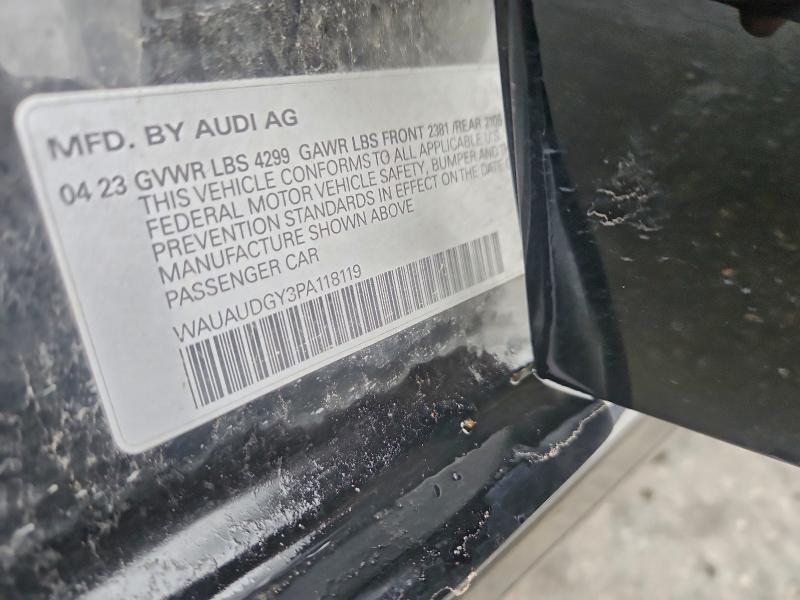 MFD. BY AUDI AG
04 23 GVWR LBS 4299 GAWR LBS FRONT 2381 /REAR
THIS VEHICLE CONFORMS TO ALL APPLICABLE U.S.
FEDERAL MOTOR VEHICLE SAFETY, BUMPER AND
PREVENTION STANDARDS IN EFFECT ON THE DATE
MANUFACTURE SHOWN ABOVE
PASSENGER CAR
WAUAUDGY3PA118119